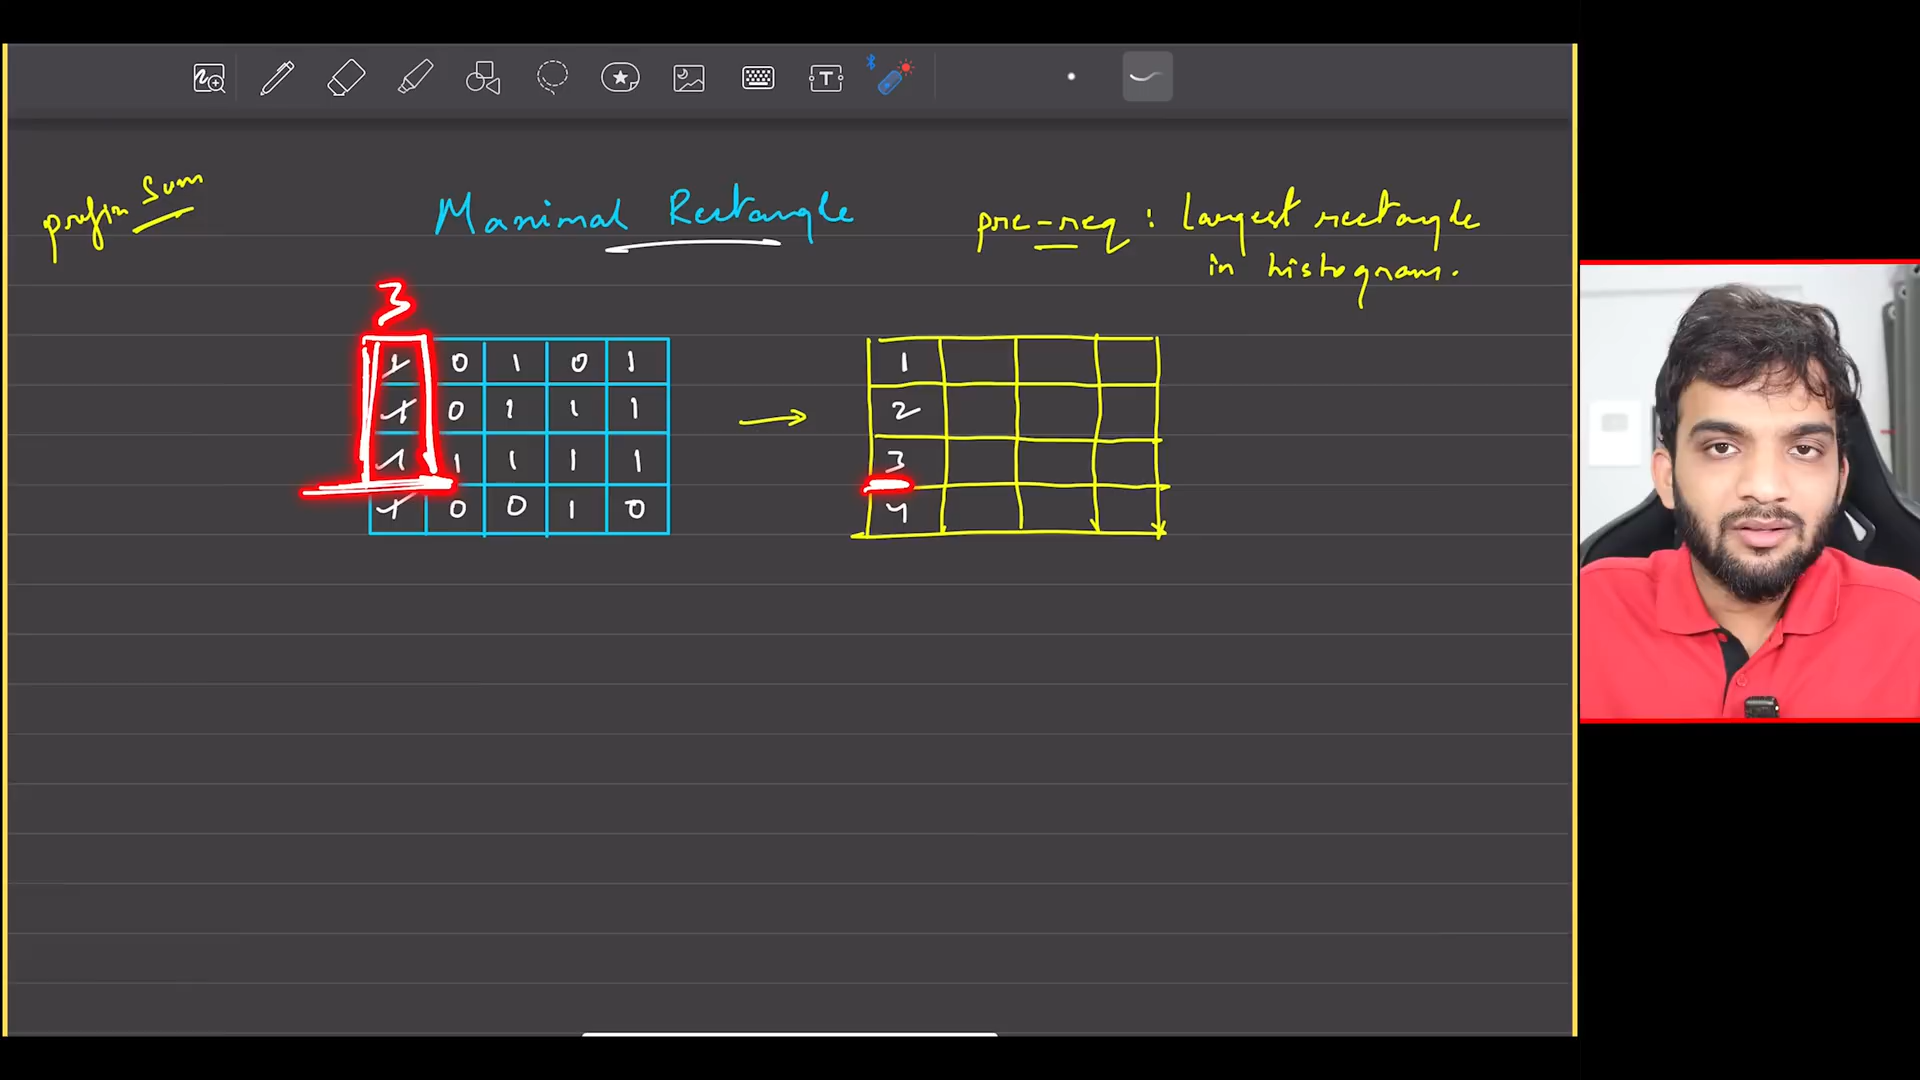 prefix Sum
Maximal Rectangle
pre-req : Largest rectangle
in histogram.
3
1 0 1 0 1
1 0 1 1 1
1 1 1 1 1
1 0 0 1 0
1
2
3
4
T